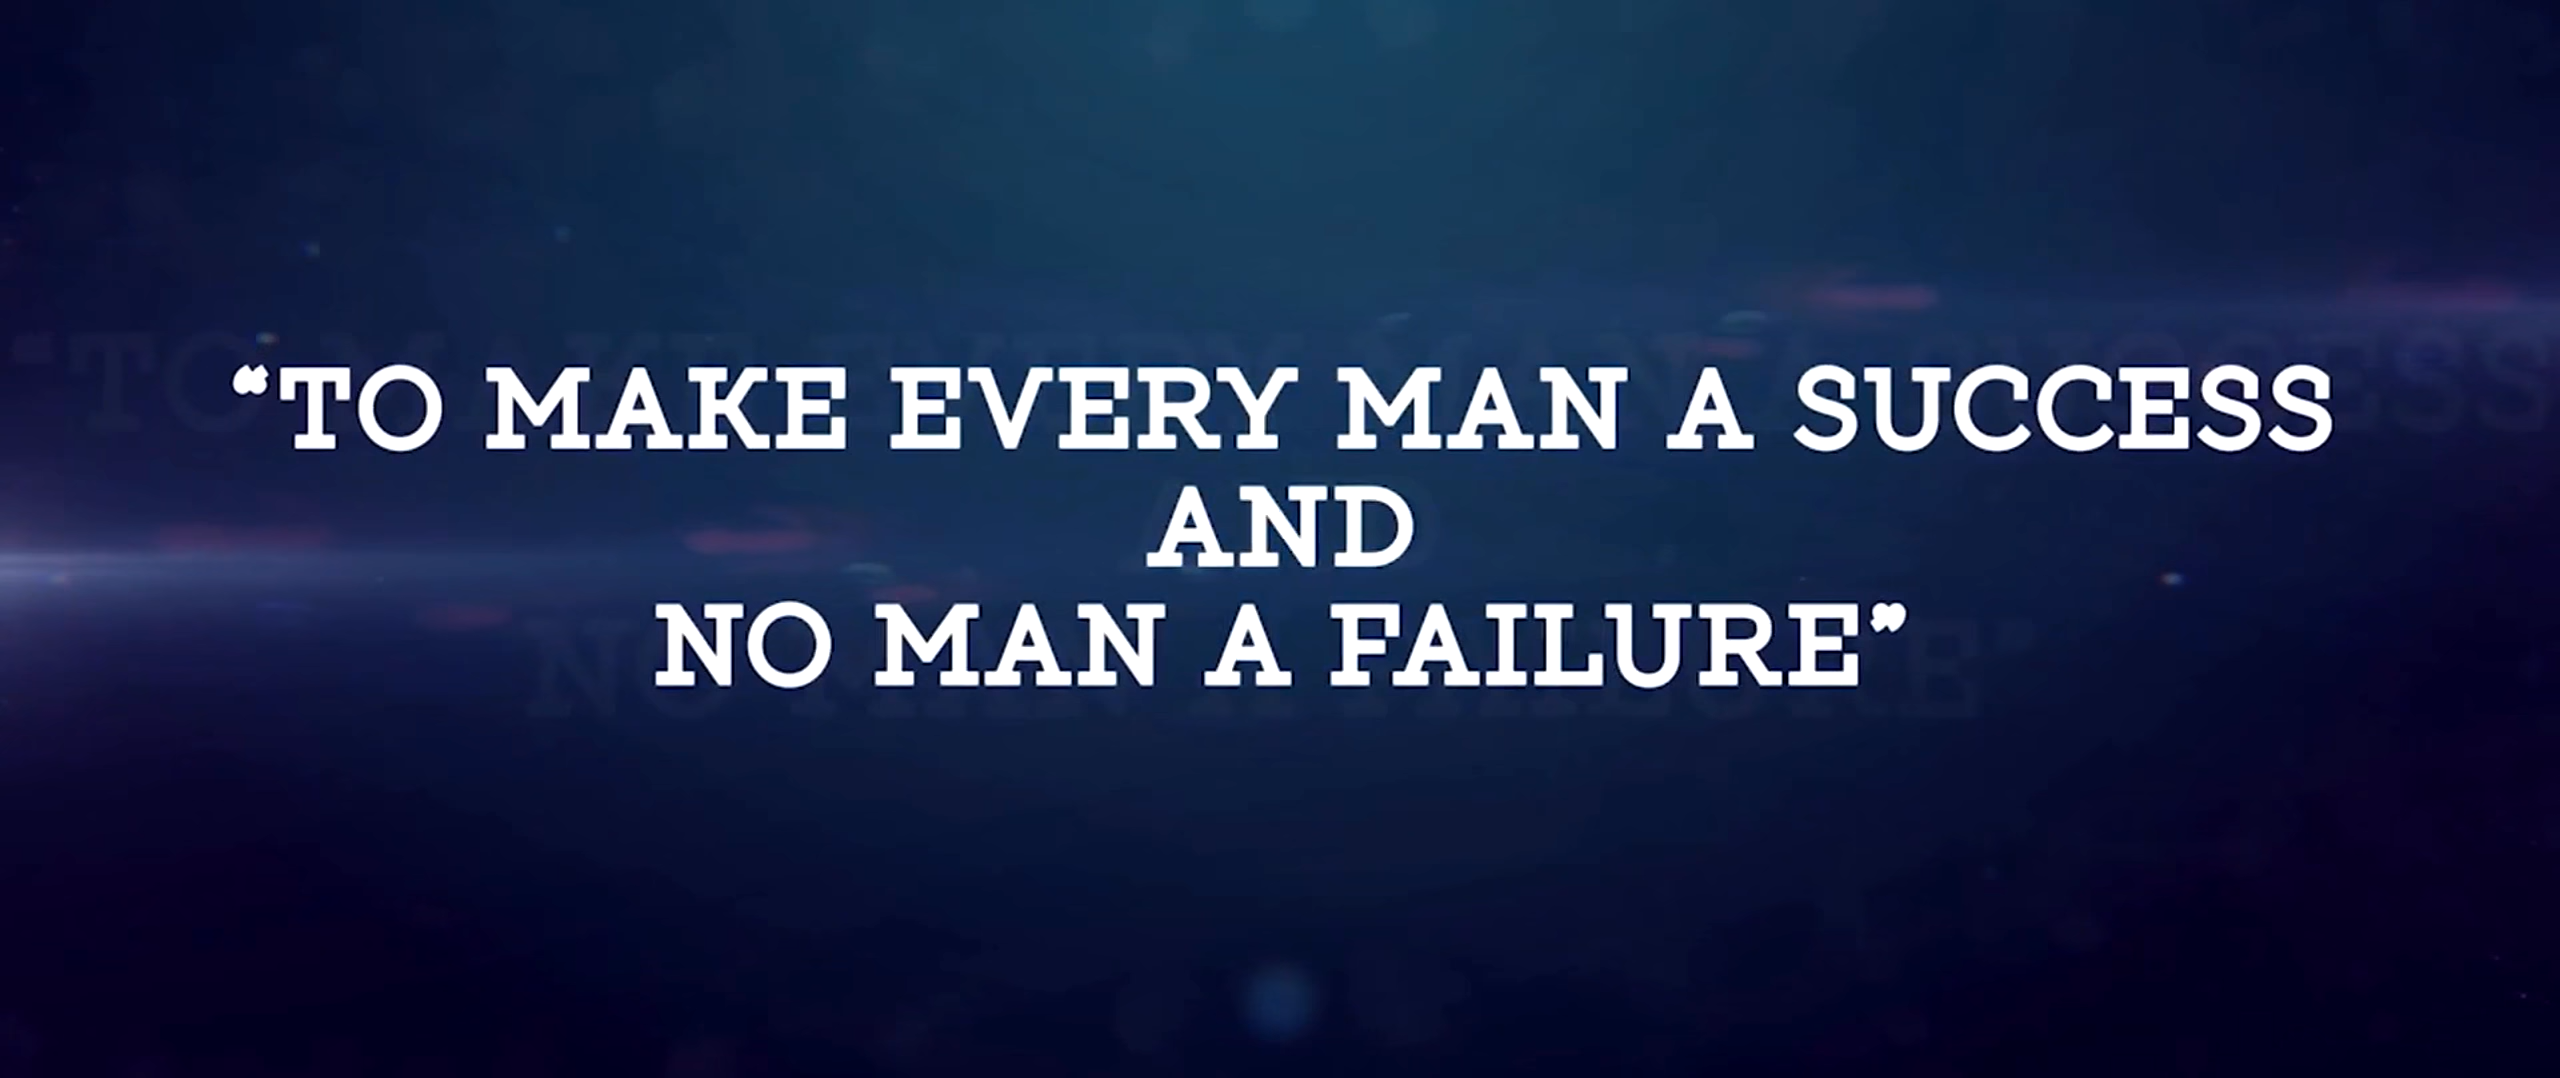 “TO MAKE EVERY MAN A SUCCESS
AND
NO MAN A FAILURE”